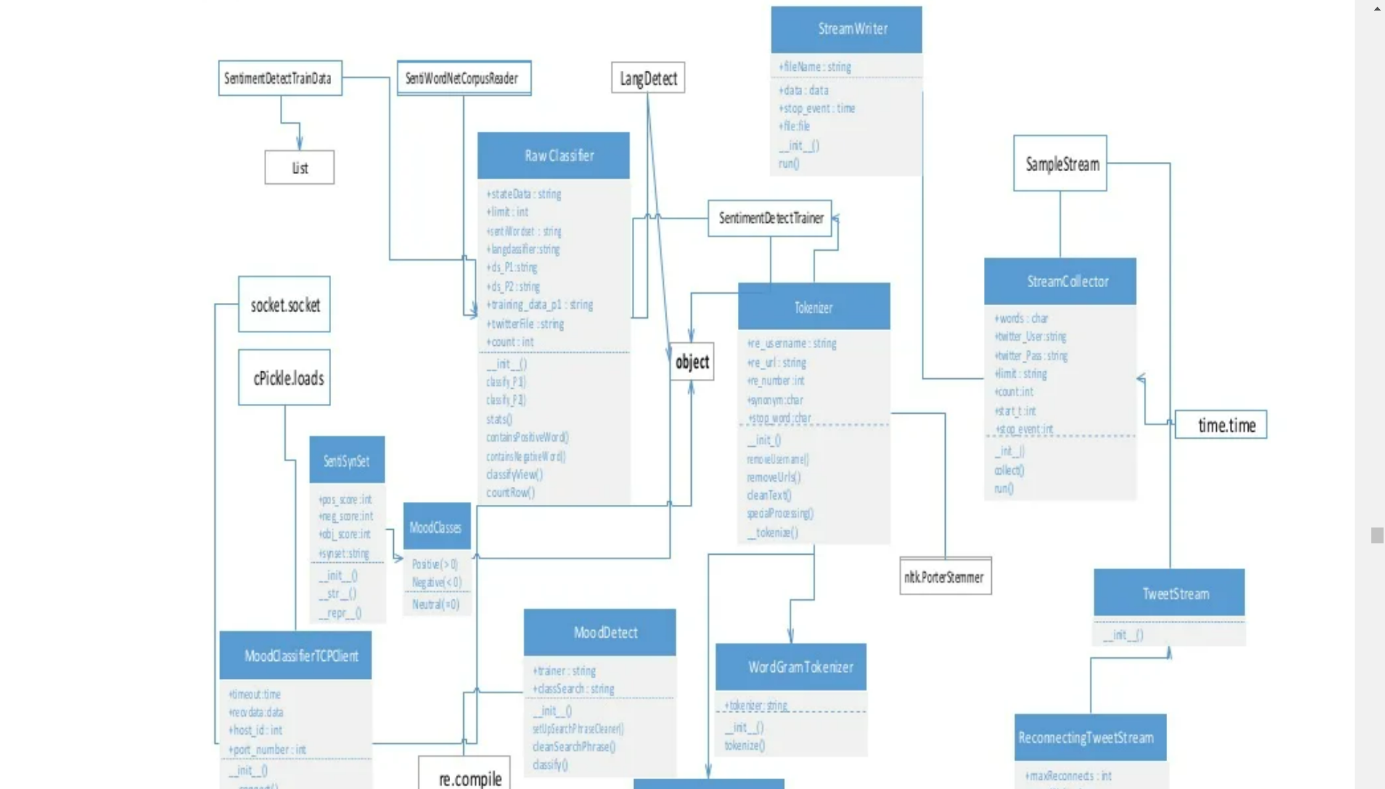 StreamWriter
+fileName : string
+data : data
+stop_event : time
+file:file
__init__()
run()
SentimentDetectTrainData
SentiWordNetCorpusReader
LangDetect
List
Raw Classifier
+stateData : string
+limit : int
+sentiWordset : string
+langclassifier:string
+ds_P1:string
+ds_P2 : string
+training_data_p1 : string
+twitterFile : string
+count : int
__init__()
classify_P1()
classify_P2()
stats()
containsPositiveWord()
containsNegativeWord()
classifyView()
countRow()
SentimentDetectTrainer
SampleStream
StreamCollector
+words : char
+twitter_User:string
+twitter_Pass : string
+limit : string
+count:int
+start_t :int
+stop_event:int
__init__()
collect()
run()
socket.socket
cPickle.loads
Tokenizer
+re_username : string
+re_url : string
+re_number:int
+synonym:char
+stop_word:char
__init_()
removeUsername()
removeUrls()
cleanText()
specialProcessing()
__tokenize()
object
time.time
SentiSynSet
+pos_score:int
+neg_score:int
+obj_score:int
+synset:string
__init__()
__str__()
__repr__()
MoodClasses
Positive(> 0)
Negative(< 0)
Neutral(=0)
nltk.PorterStemmer
TweetStream
__init__()
MoodClassifierTCPClient
+timeout:time
+recvdata:data
+host_id : int
+port_number : int
__init__()
MoodDetect
+trainer : string
+classSearch : string
__init__()
setUpSearchPhraseCleaner()
cleanSearchPhrase()
classify()
WordGramTokenizer
+tokenizer:string
__init__()
tokenize()
ReconnectingTweetStream
+maxReconnects : int
re.compile